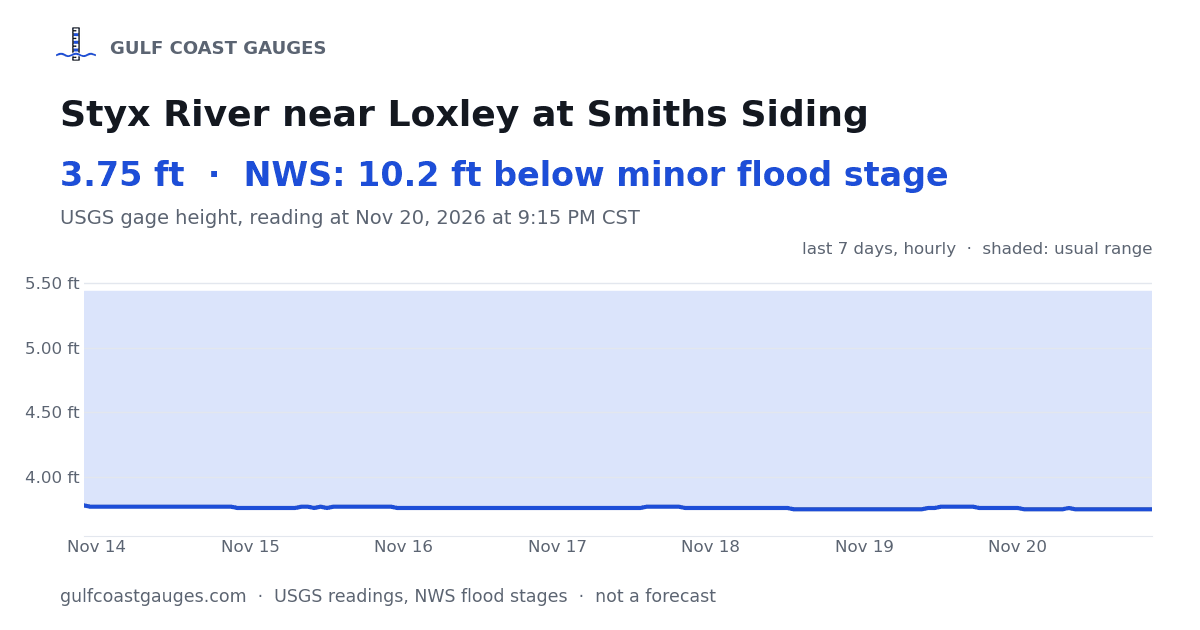 GULF COAST GAUGES
Styx River near Loxley at Smiths Siding
3.75 ft · NWS: 10.2 ft below minor flood stage
USGS gage height, reading at Nov 20, 2026 at 9:15 PM CST
last 7 days, hourly · shaded: usual range
5.50 ft
5.00 ft
4.50 ft
4.00 ft
Nov 14 Nov 15 Nov 16 Nov 17 Nov 18 Nov 19 Nov 20
gulfcoastgauges.com · USGS readings, NWS flood stages · not a forecast